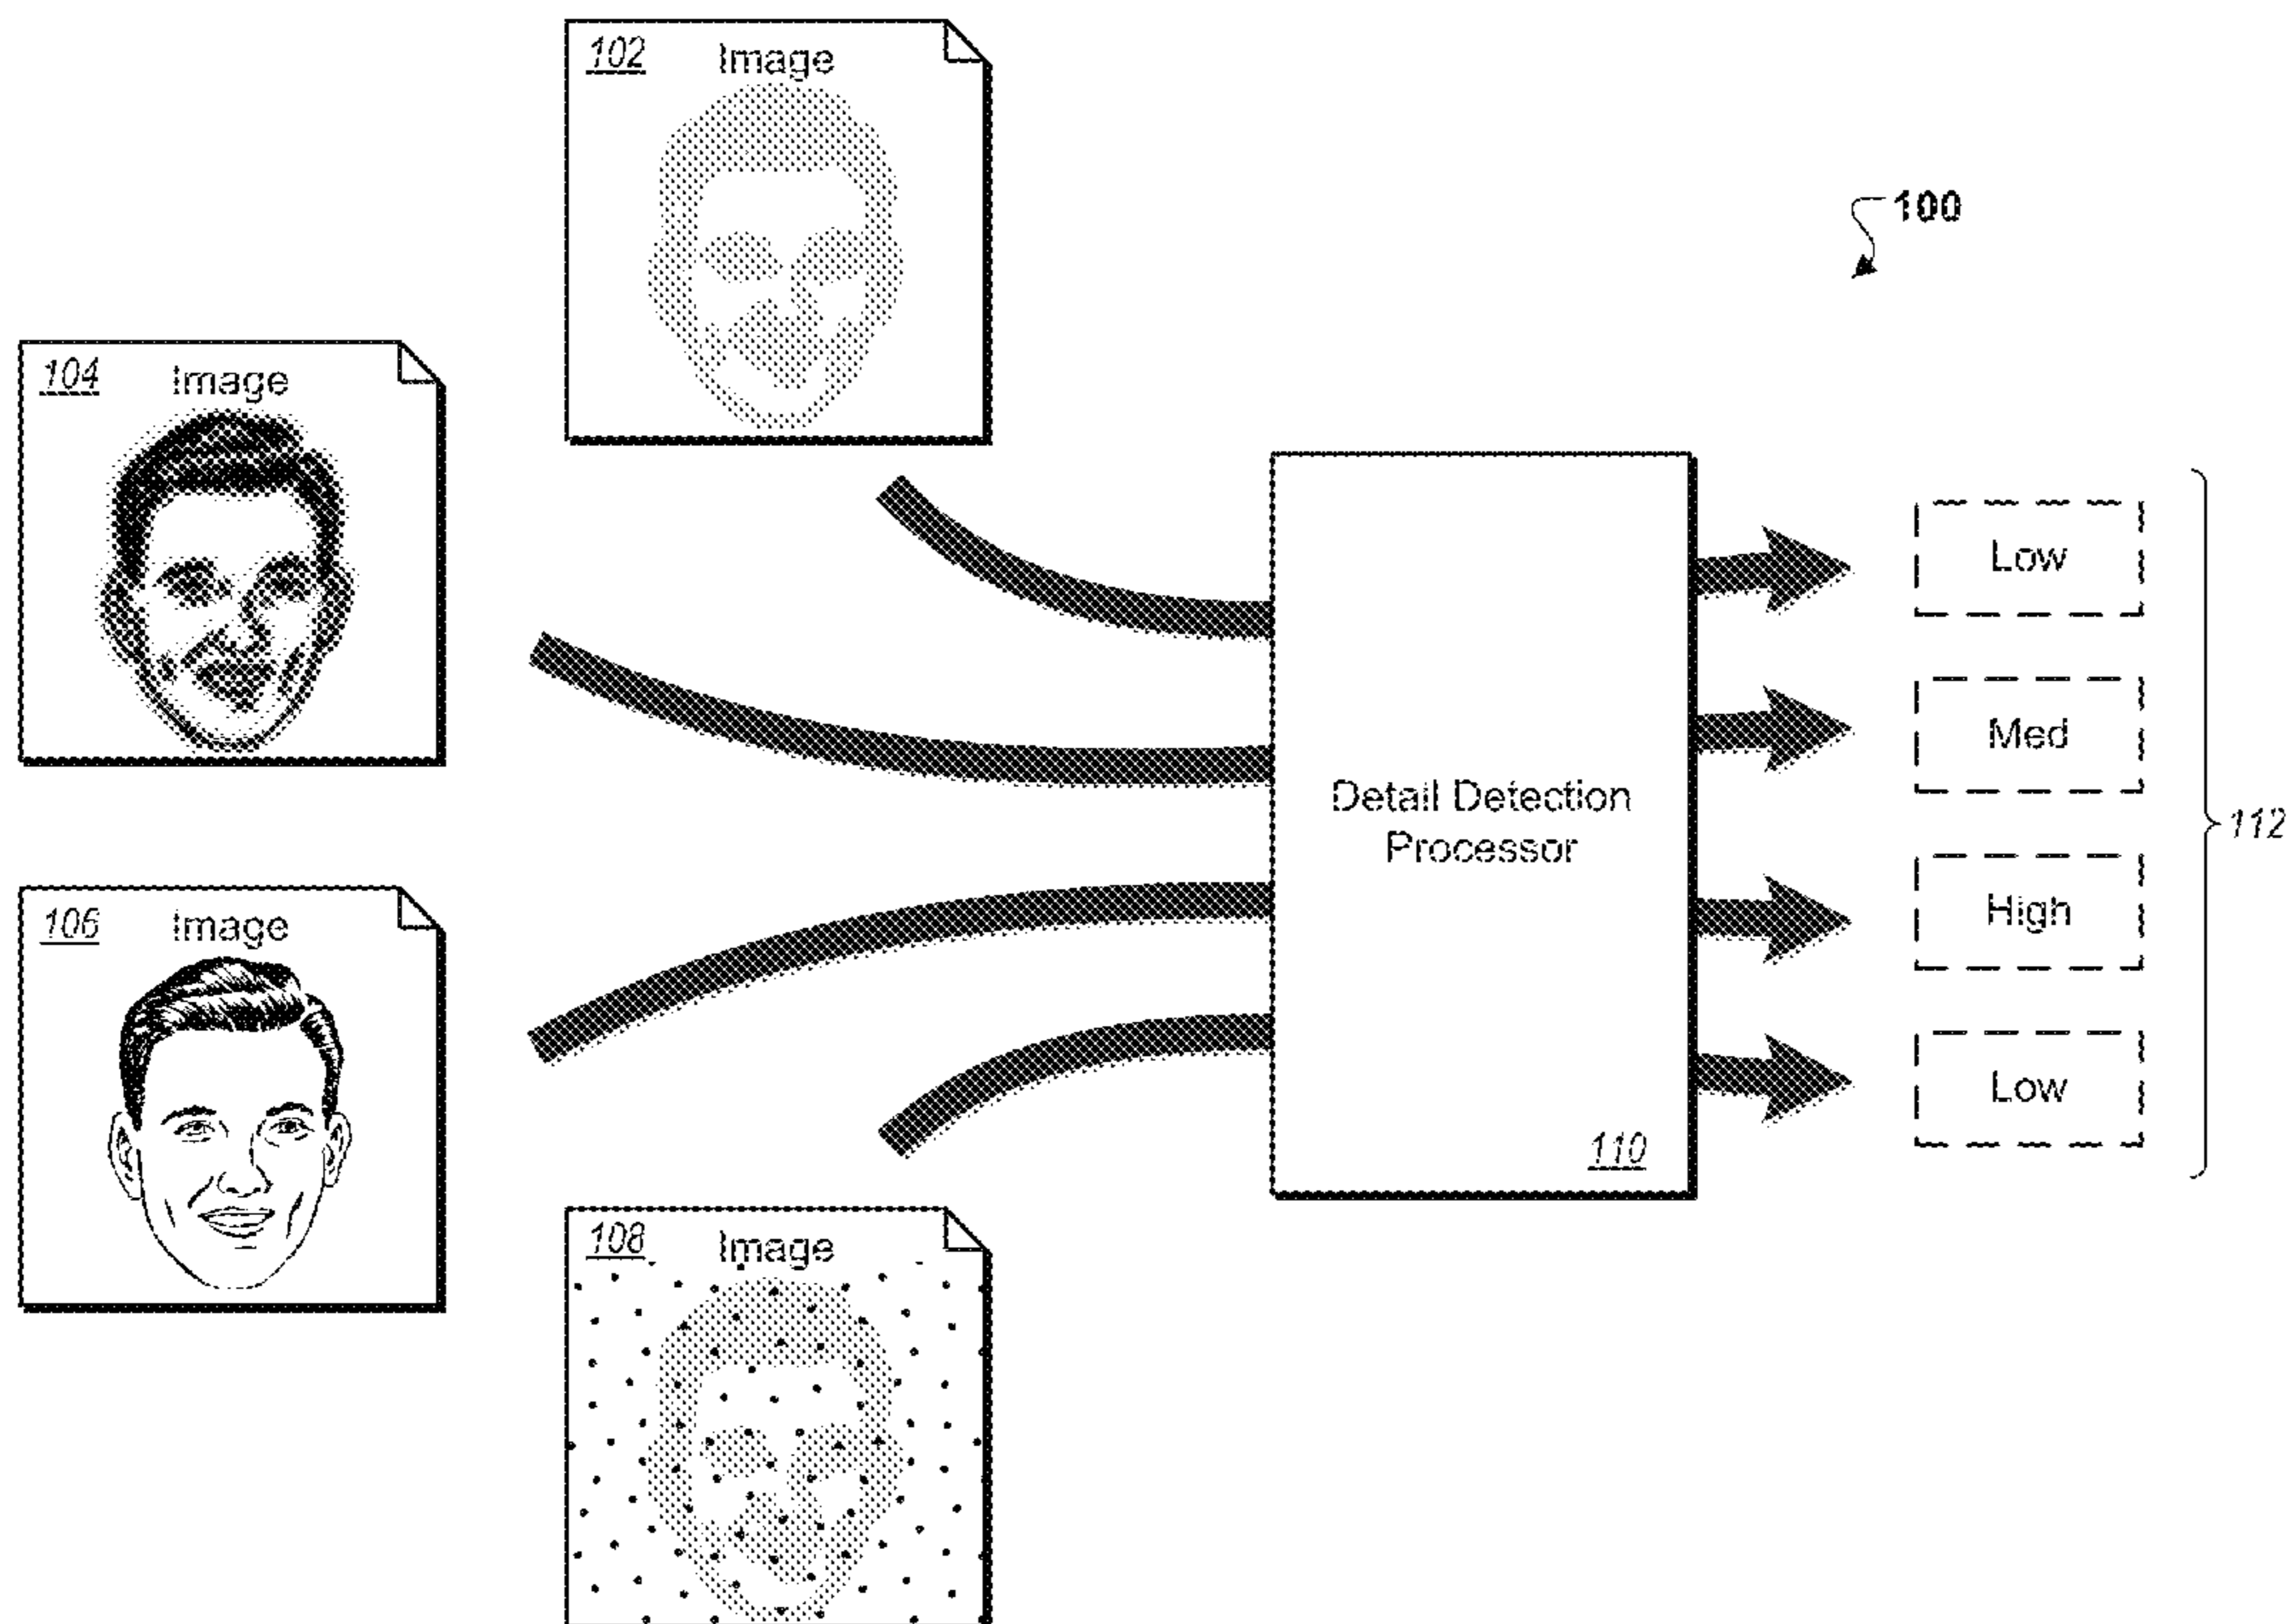 102 Image
100
104 Image
Low
Med
Detail Detection
Processor
112
106 Image
High
Low
110
108 Image